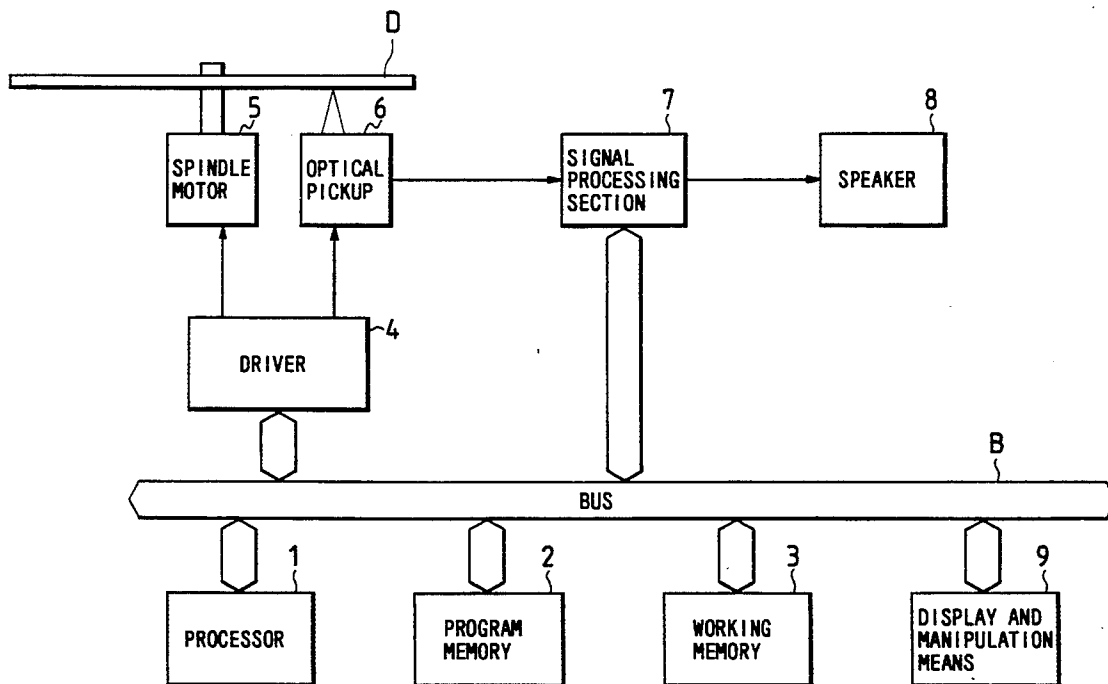 D
5
6
7
8
SPINDLE
MOTOR
OPTICAL
PICKUP
SIGNAL
PROCESSING
SECTION
SPEAKER
4
DRIVER
B
BUS
1
2
3
9
PROCESSOR
PROGRAM
MEMORY
WORKING
MEMORY
DISPLAY AND
MANIPULATION
MEANS